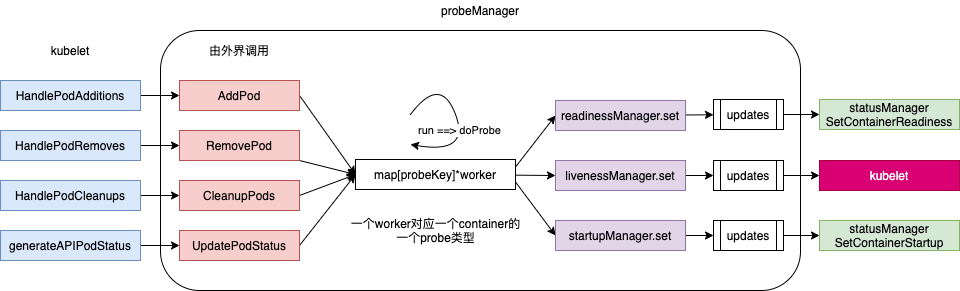 probeManager
kubelet
由外界调用
HandlePodAdditions
AddPod
HandlePodRemoves
RemovePod
HandlePodCleanups
CleanupPods
generateAPIPodStatus
UpdatePodStatus
run ==> doProbe
map[probeKey]*worker
一个worker对应一个container的
一个probe类型
readinessManager.set
updates
statusManager
SetContainerReadiness
livenessManager.set
updates
kubelet
startupManager.set
updates
statusManager
SetContainerStartup